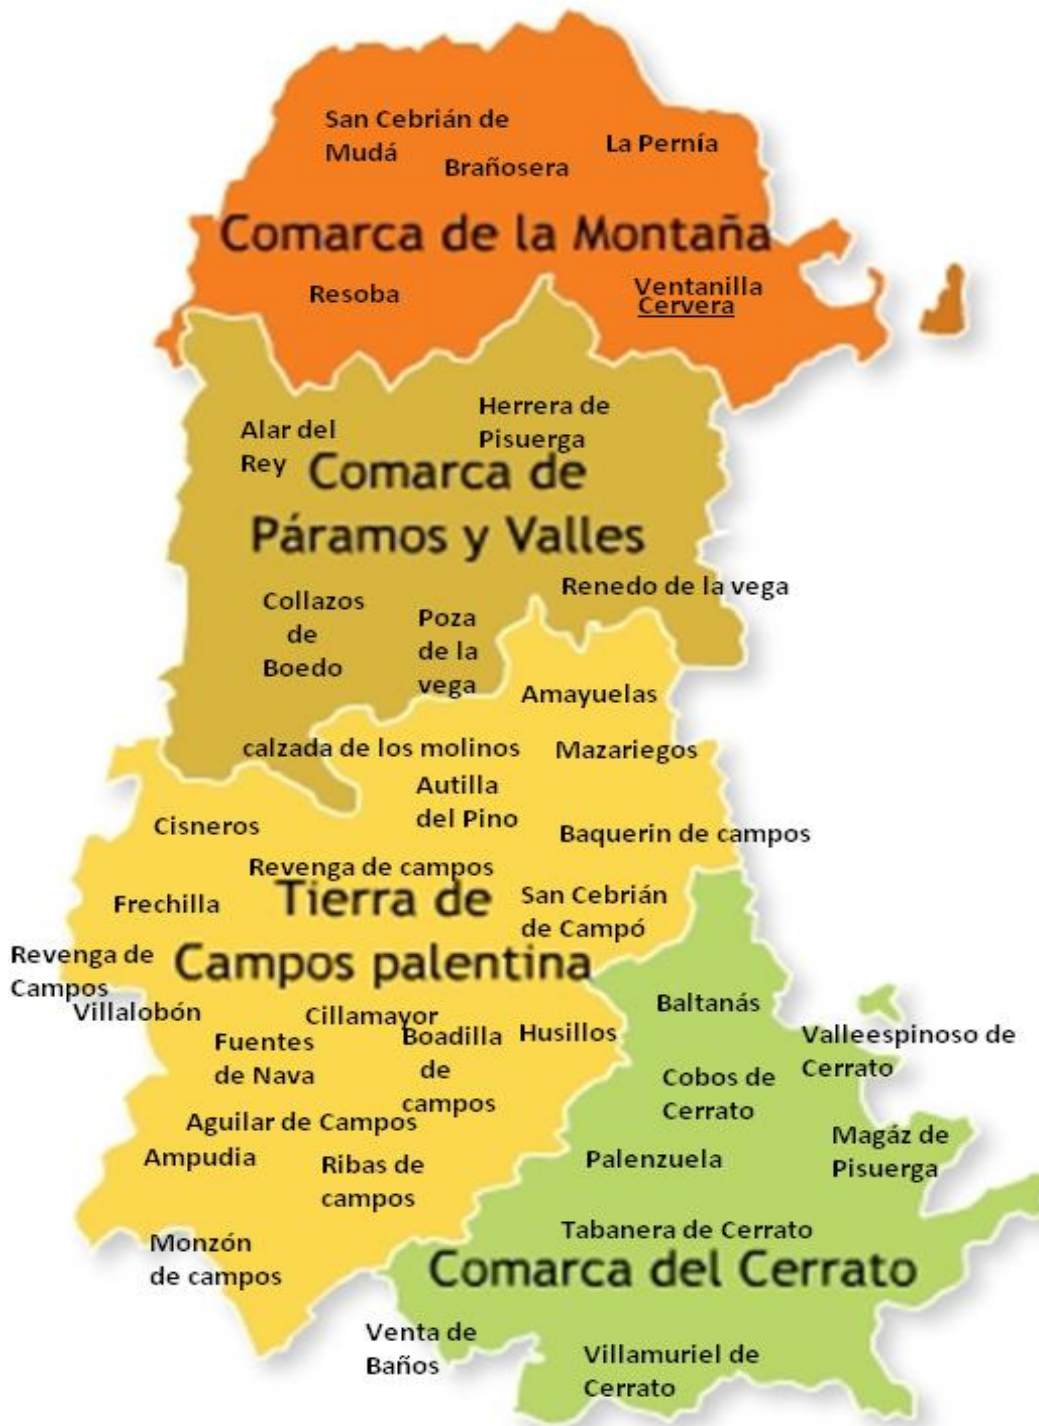 San Cebrián de
Mudá
Brañosera
La Pernía
Comarca de la Montaña
Resoba
Ventanilla
Cervera
Alar del
Rey
Herrera de
Pisuerga
Comarca de
Páramos y Valles
Renedo de la vega
Collazos
de
Boedo
Poza
de la
vega
Amayuelas
calzada de los molinos
Mazariegos
Autilla
del Pino
Cisneros
Baquerin de campos
Revenga de campos
Frechilla
Tierra de
Campos palentina
San Cebrián
de Campó
Revenga de
Campos
Villalobón
Cillamayor
Fuentes
de Nava
Boadilla
de
campos
Husillos
Aguilar de Campos
Ampudia
Ribas de
campos
Monzón
de campos
Baltanás
Valleespinoso de
Cerrato
Cobos de
Cerrato
Magáz de
Pisuerga
Palenzuela
Tabanera de Cerrato
Comarca del Cerrato
Venta de
Baños
Villamuriel de
Cerrato